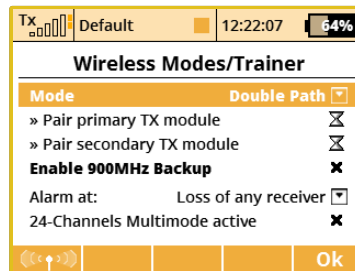 Tx Default 12:22:07 64%
Wireless Modes/Trainer
Mode Double Path
» Pair primary TX module
» Pair secondary TX module
Enable 900MHz Backup
Alarm at: Loss of any receiver
24-Channels Multimode active
Ok